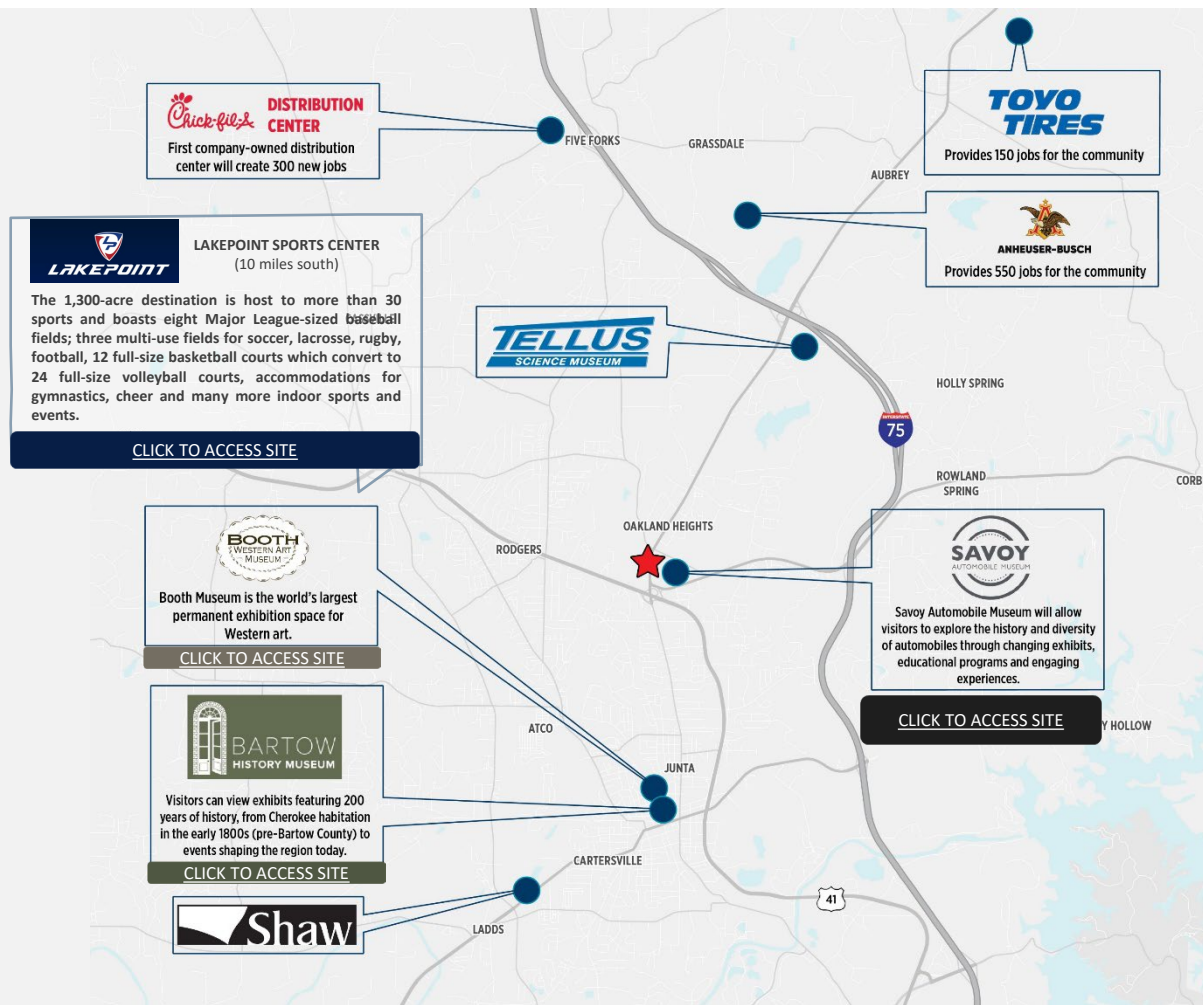 Chick-fil-A DISTRIBUTION
CENTER
First company-owned distribution
center will create 300 new jobs
FIVE FORKS
GRASSDALE
AUBREY
TOYO
TIRES
Provides 150 jobs for the community
ANHEUSER-BUSCH
Provides 550 jobs for the community
LP
LAKEPOINT
LAKEPOINT SPORTS CENTER
(10 miles south)
The 1,300-acre destination is host to more than 30
sports and boasts eight Major League-sized baseball
fields; three multi-use fields for soccer, lacrosse, rugby,
football, 12 full-size basketball courts which convert to
24 full-size volleyball courts, accommodations for
gymnastics, cheer and many more indoor sports and
events.
CLICK TO ACCESS SITE
TELLUS
SCIENCE MUSEUM
HOLLY SPRING
INTERSTATE
75
ROWLAND
SPRING
CORB
OAKLAND HEIGHTS
RODGERS
BOOTH
WESTERN ART
MUSEUM
Booth Museum is the world's largest
permanent exhibition space for
Western art.
CLICK TO ACCESS SITE
SAVOY
AUTOMOBILE MUSEUM
Savoy Automobile Museum will allow
visitors to explore the history and diversity
of automobiles through changing exhibits,
educational programs and engaging
experiences.
CLICK TO ACCESS SITE
Y HOLLOW
ATCO
JUNTA
BARTOW
HISTORY MUSEUM
Visitors can view exhibits featuring 200
years of history, from Cherokee habitation
in the early 1800s (pre-Bartow County) to
events shaping the region today.
CLICK TO ACCESS SITE
CARTERSVILLE
41
Shaw
LADDS